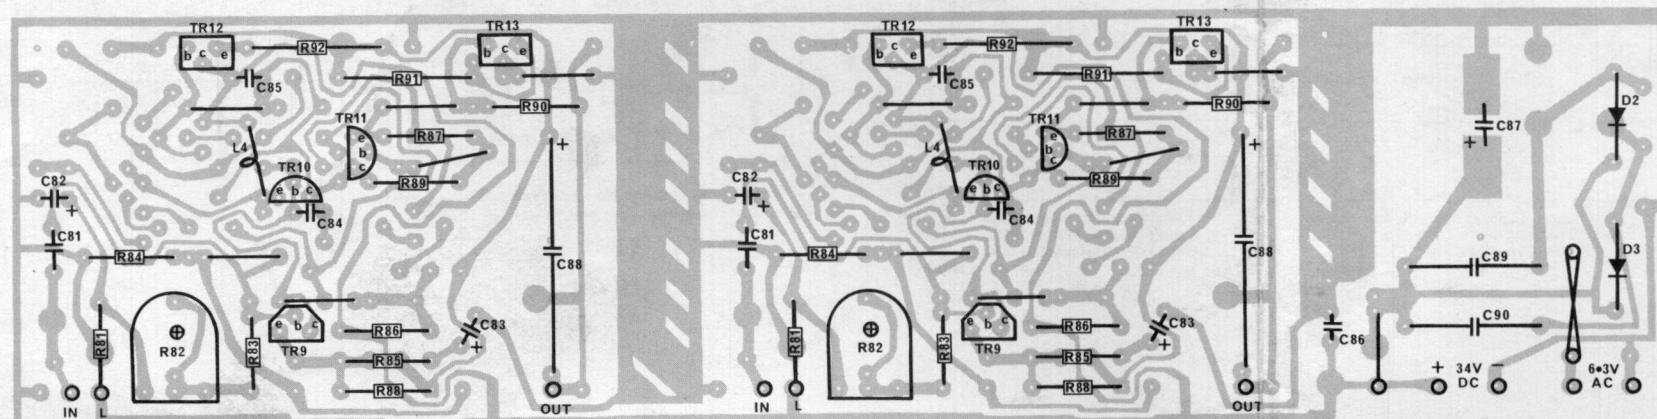 TR12
b c e
R92
TR13
b c e
C85
R91
R90
TR11
e
b
c
R87
L4
TR10
e b c
R89
C82
+
C84
+
C81
R84
C88
R81
R82
R83
e b c
TR9
R86
R85
R88
C83
+
IN
L
OUT
TR12
b c e
R92
TR13
b c e
C85
R91
R90
TR11
e
b
c
R87
L4
TR10
e b c
R89
C82
+
C84
+
C81
R84
C88
R81
R82
R83
e b c
TR9
R86
R85
R88
C83
+
IN
L
OUT
C87
+
D2
D3
C89
C90
C86
+ 34V −
DC
6•3V
AC